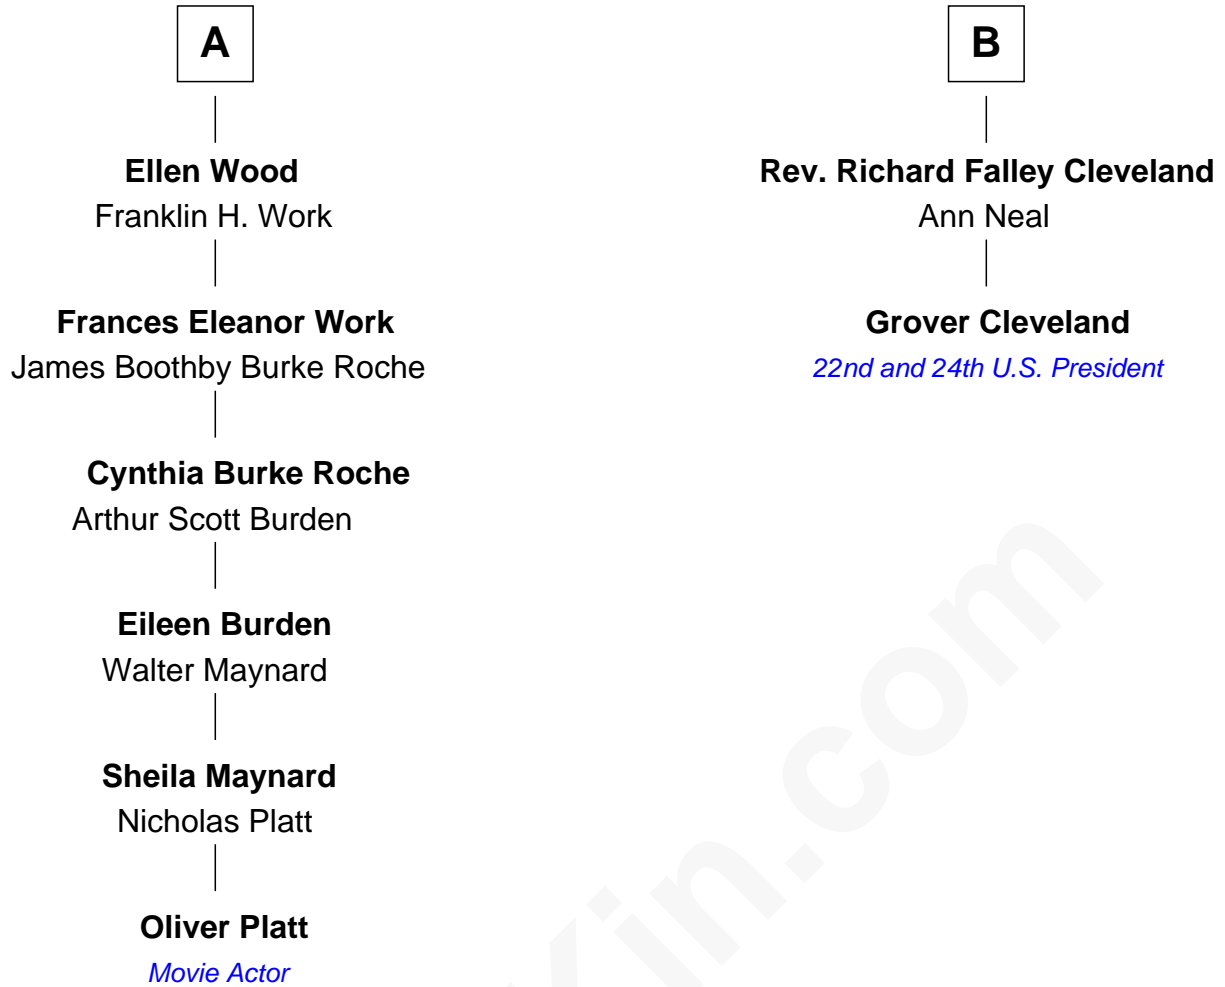 A
Ellen Wood
Franklin H. Work
Frances Eleanor Work
James Boothby Burke Roche
Cynthia Burke Roche
Arthur Scott Burden
Eileen Burden
Walter Maynard
Sheila Maynard
Nicholas Platt
Oliver Platt
Movie Actor
B
Rev. Richard Falley Cleveland
Ann Neal
Grover Cleveland
22nd and 24th U.S. President
Kin.com